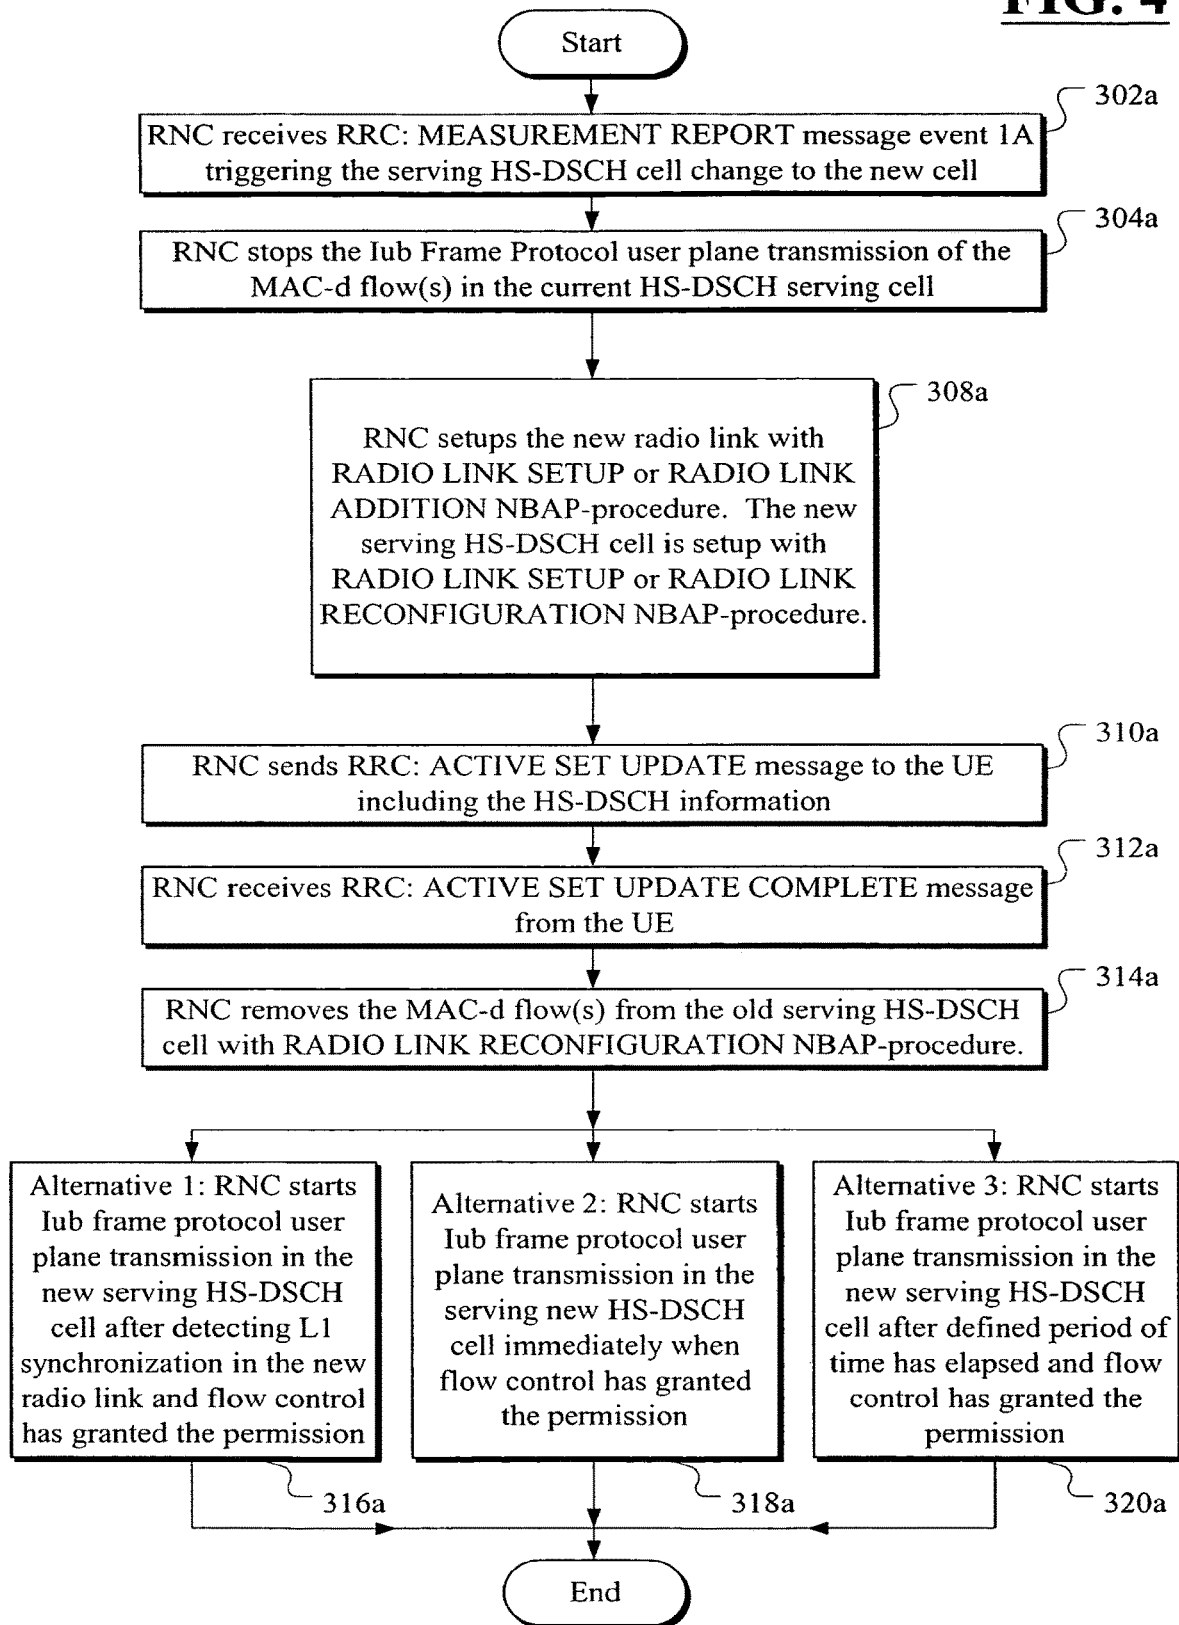 FIG. 4
Start
302a
RNC receives RRC: MEASUREMENT REPORT message event 1A
triggering the serving HS-DSCH cell change to the new cell
304a
RNC stops the Iub Frame Protocol user plane transmission of the
MAC-d flow(s) in the current HS-DSCH serving cell
308a
RNC setups the new radio link with
RADIO LINK SETUP or RADIO LINK
ADDITION NBAP-procedure. The new
serving HS-DSCH cell is setup with
RADIO LINK SETUP or RADIO LINK
RECONFIGURATION NBAP-procedure.
310a
RNC sends RRC: ACTIVE SET UPDATE message to the UE
including the HS-DSCH information
312a
RNC receives RRC: ACTIVE SET UPDATE COMPLETE message
from the UE
314a
RNC removes the MAC-d flow(s) from the old serving HS-DSCH
cell with RADIO LINK RECONFIGURATION NBAP-procedure.
Alternative 1: RNC starts
Iub frame protocol user
plane transmission in the
new serving HS-DSCH
cell after detecting L1
synchronization in the new
radio link and flow control
has granted the permission
316a
Alternative 2: RNC starts
Iub frame protocol user
plane transmission in the
serving new HS-DSCH
cell immediately when
flow control has granted
the permission
318a
Alternative 3: RNC starts
Iub frame protocol user
plane transmission in the
new serving HS-DSCH
cell after defined period of
time has elapsed and flow
control has granted the
permission
320a
End